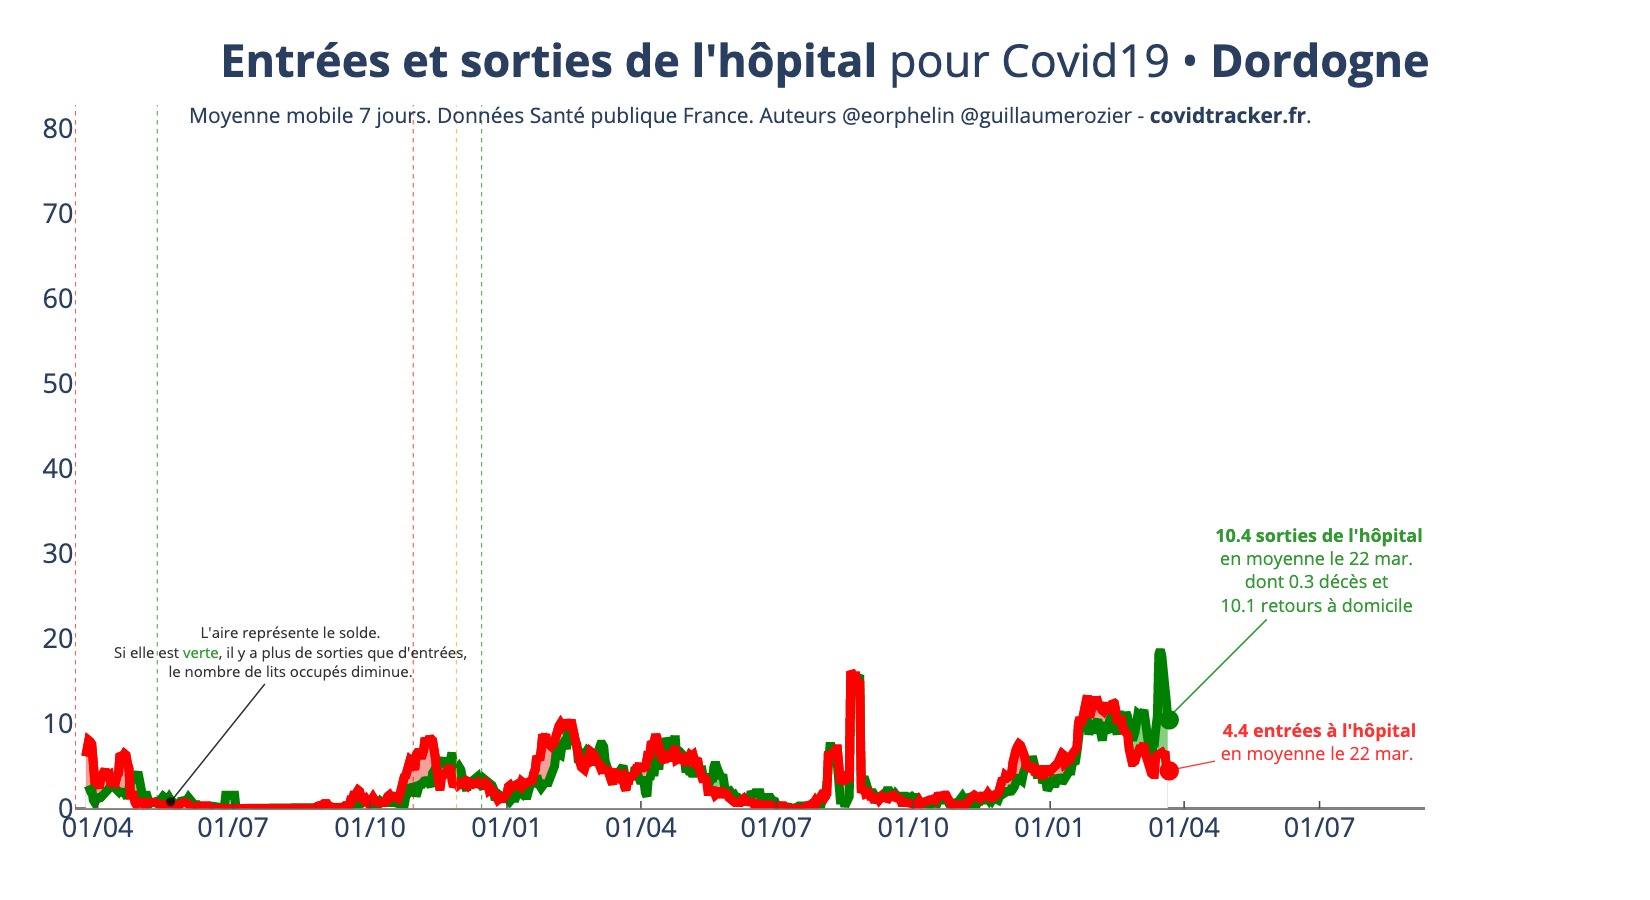 Entrées et sorties de l'hôpital pour Covid19 • Dordogne
Moyenne mobile 7 jours. Données Santé publique France. Auteurs @eorphelin @guillaumerozier - covidtracker.fr.
80
70
60
50
40
30
20
10
0
10.4 sorties de l'hôpital
en moyenne le 22 mar.
dont 0.3 décès et
10.1 retours à domicile
L'aire représente le solde.
Si elle est verte, il y a plus de sorties que d'entrées,
le nombre de lits occupés diminue.
4.4 entrées à l'hôpital
en moyenne le 22 mar.
01/04 01/07 01/10 01/01 01/04 01/07 01/10 01/01 01/04 01/07